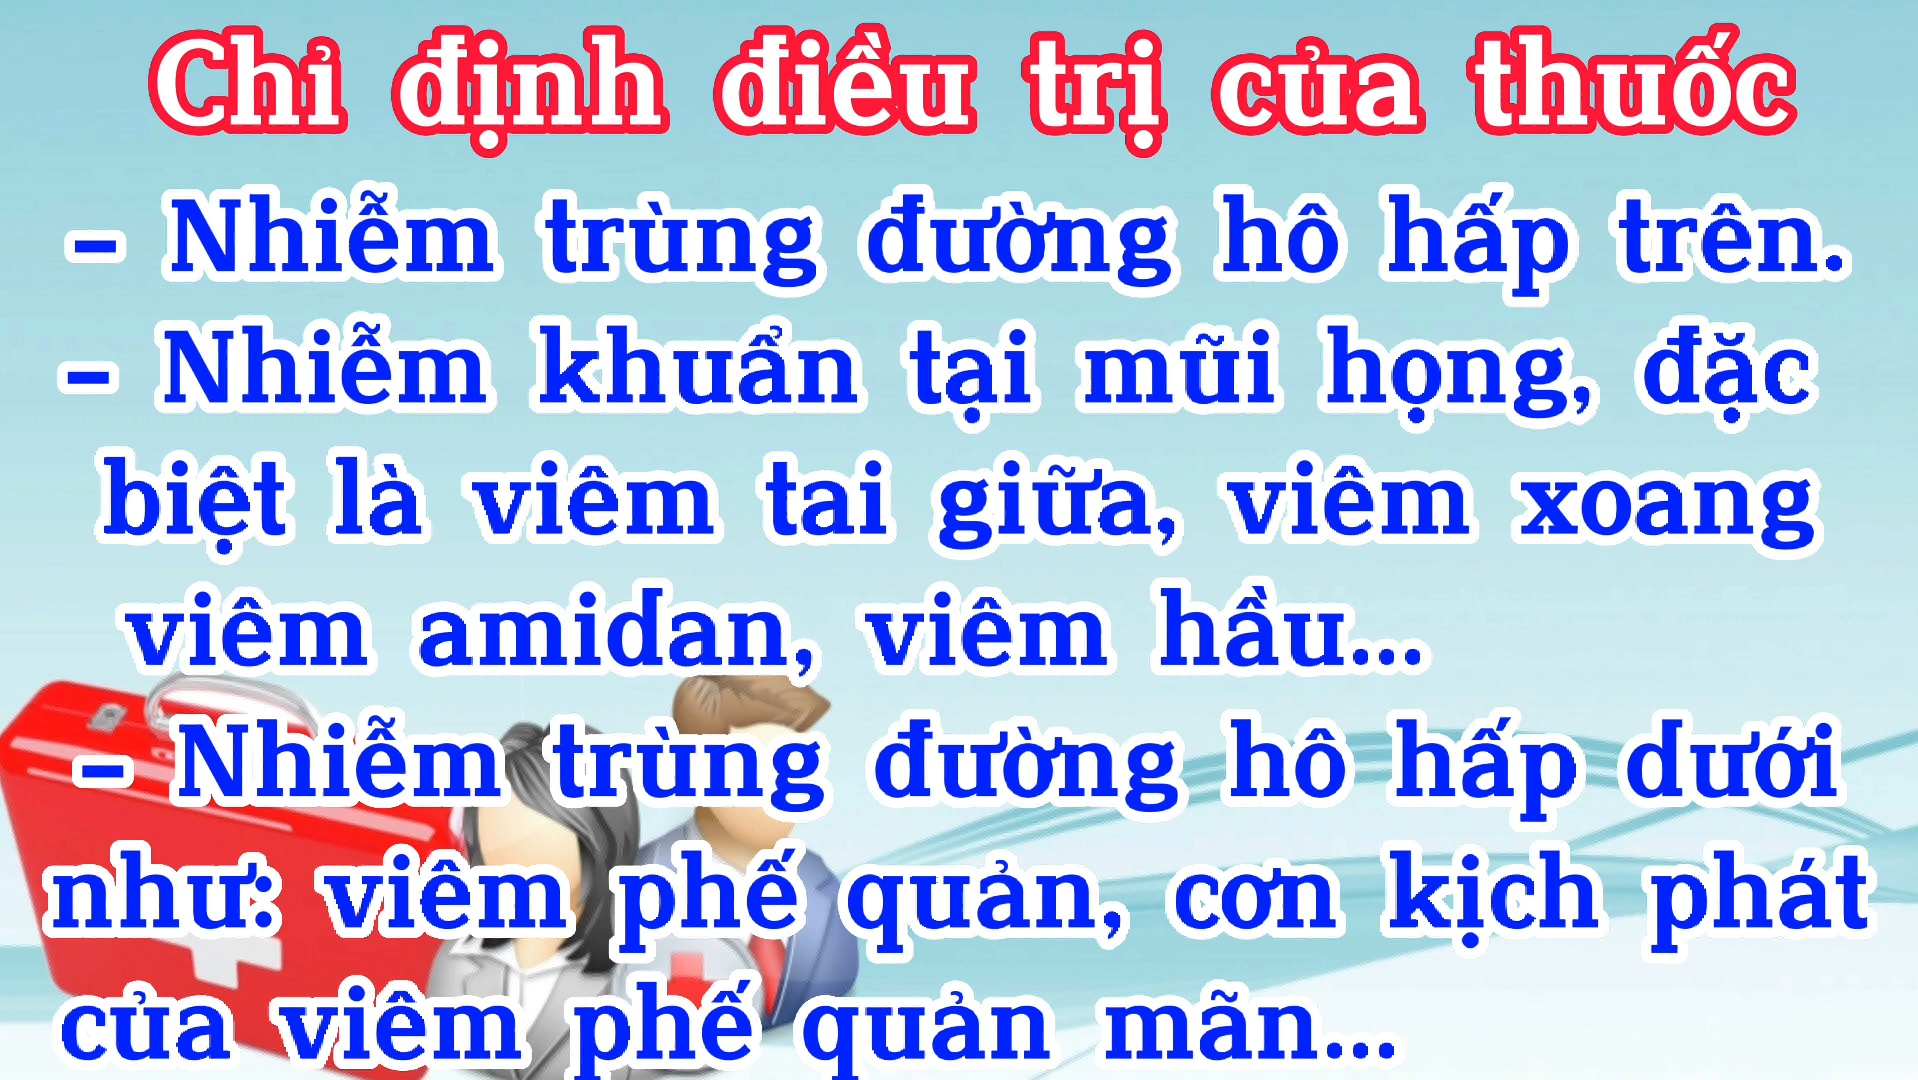 Chỉ định điều trị của thuốc
- Nhiễm trùng đường hô hấp trên.
- Nhiễm khuẩn tại mũi họng, đặc
biệt là viêm tai giữa, viêm xoang
viêm amidan, viêm hầu...
- Nhiễm trùng đường hô hấp dưới
như: viêm phế quản, cơn kịch phát
của viêm phế quản mãn...